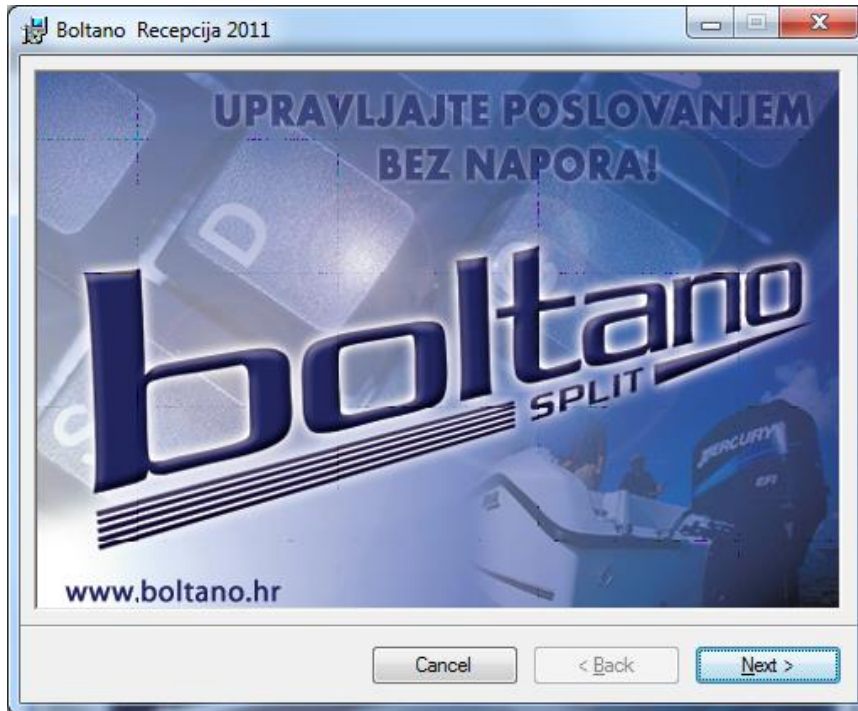 Boltano Recepcija 2011
UPRAVLJAJTE POSLOVANJEM
BEZ NAPORA!
boltano
SPLIT
MERCURY
EFI
www.boltano.hr
Cancel
< Back
Next >